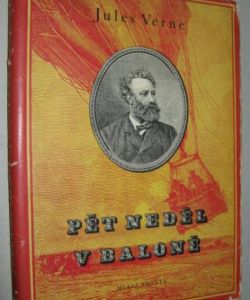 Jules Verne
PĚT NEDĚL
V BALONĚ
MLADÁ FRONTA